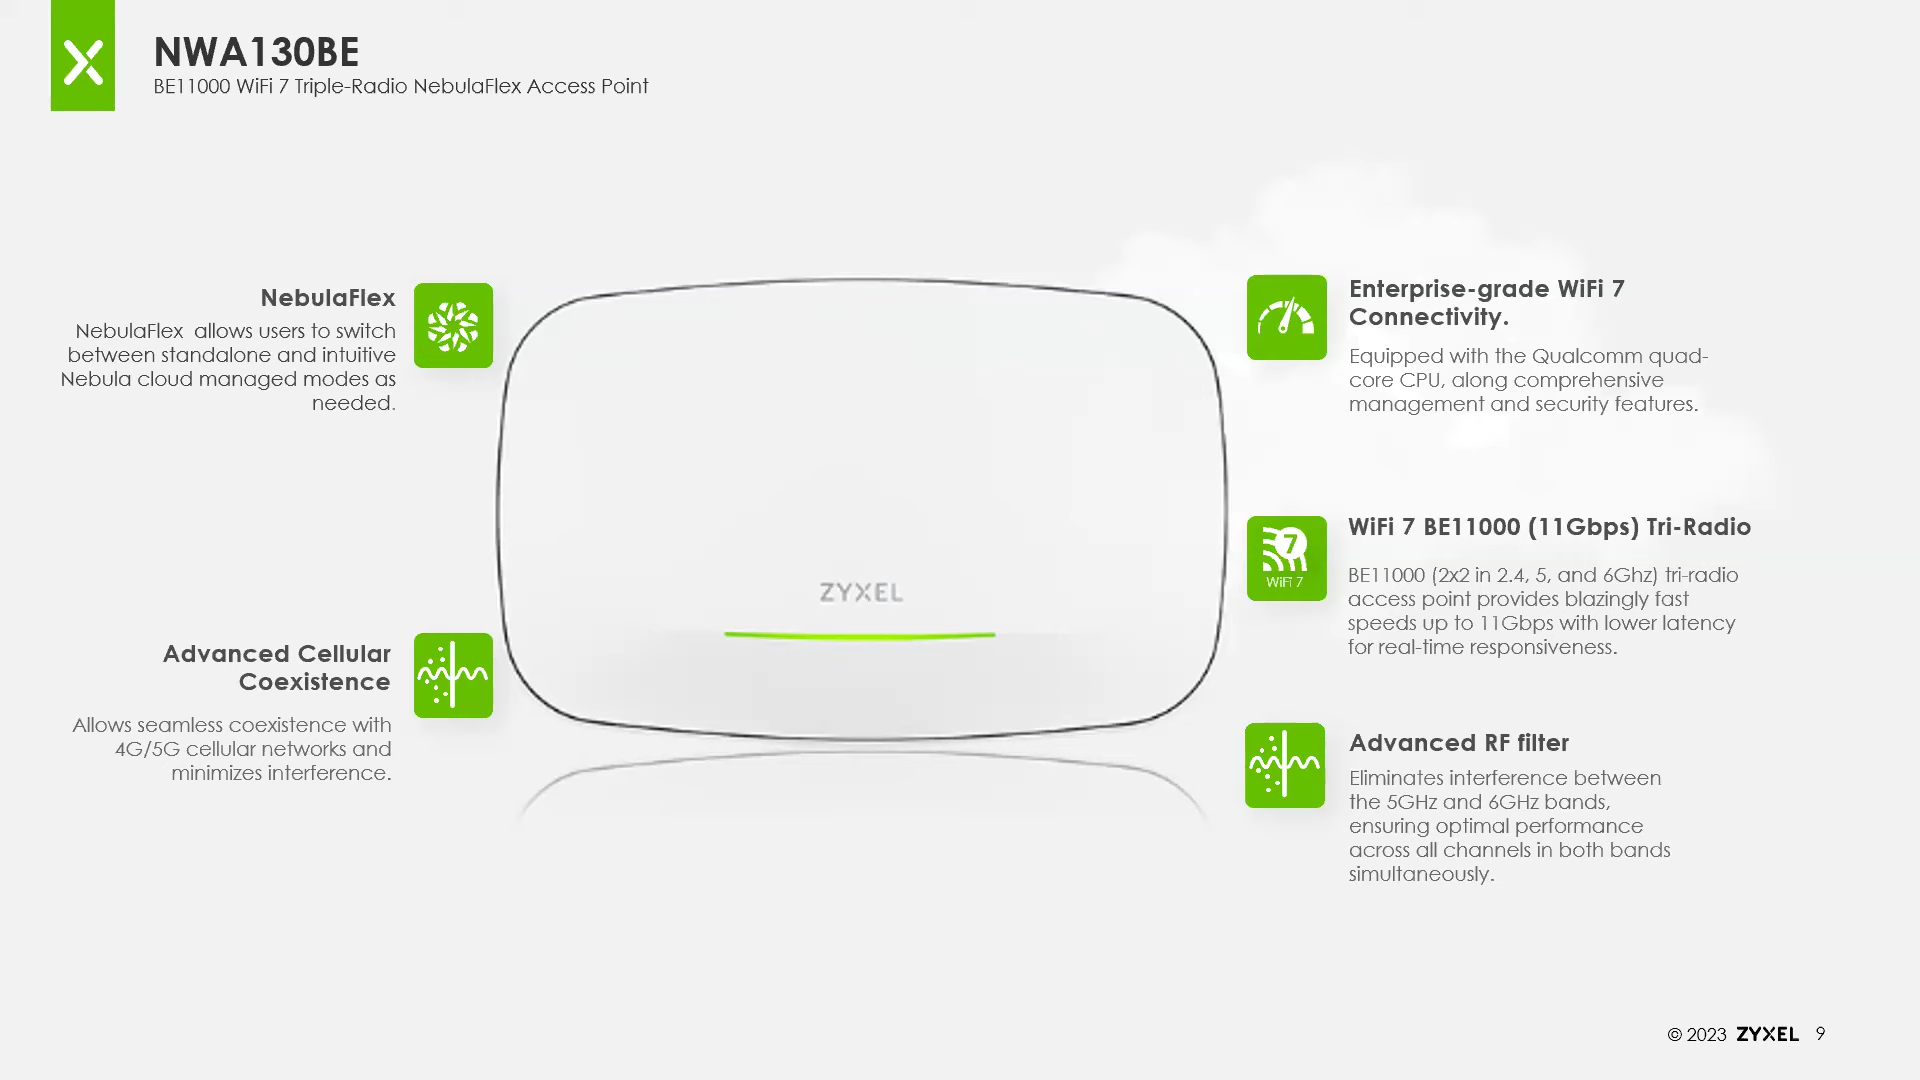 NWA130BE
BE11000 WiFi 7 Triple-Radio NebulaFlex Access Point
NebulaFlex
NebulaFlex allows users to switch
between standalone and intuitive
Nebula cloud managed modes as
needed.
Advanced Cellular
Coexistence
Allows seamless coexistence with
4G/5G cellular networks and
minimizes interference.
ZYXEL
Enterprise-grade WiFi 7
Connectivity.
Equipped with the Qualcomm quad-
core CPU, along comprehensive
management and security features.
7
WiFi 7
WiFi 7 BE11000 (11Gbps) Tri-Radio
BE11000 (2x2 in 2.4, 5, and 6Ghz) tri-radio
access point provides blazingly fast
speeds up to 11Gbps with lower latency
for real-time responsiveness.
Advanced RF filter
Eliminates interference between
the 5GHz and 6GHz bands,
ensuring optimal performance
across all channels in both bands
simultaneously.
© 2023 ZYXEL 9